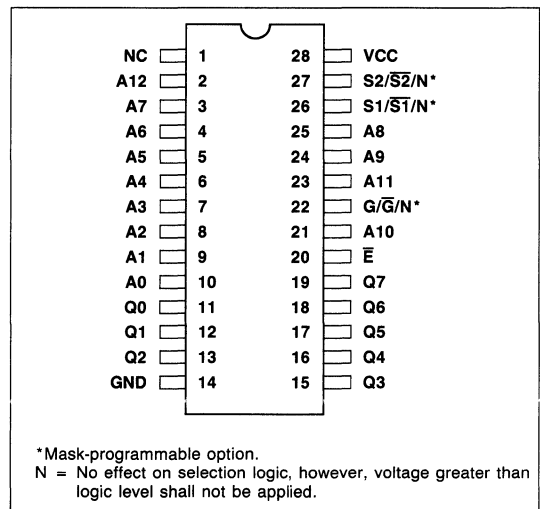 NC 1 28 VCC
A12 2 27 S2/S̅2̅/N*
A7 3 26 S1/S̅1̅/N*
A6 4 25 A8
A5 5 24 A9
A4 6 23 A11
A3 7 22 G/G̅/N*
A2 8 21 A10
A1 9 20 E̅
A0 10 19 Q7
Q0 11 18 Q6
Q1 12 17 Q5
Q2 13 16 Q4
GND 14 15 Q3
*Mask-programmable option.
N = No effect on selection logic, however, voltage greater than
logic level shall not be applied.